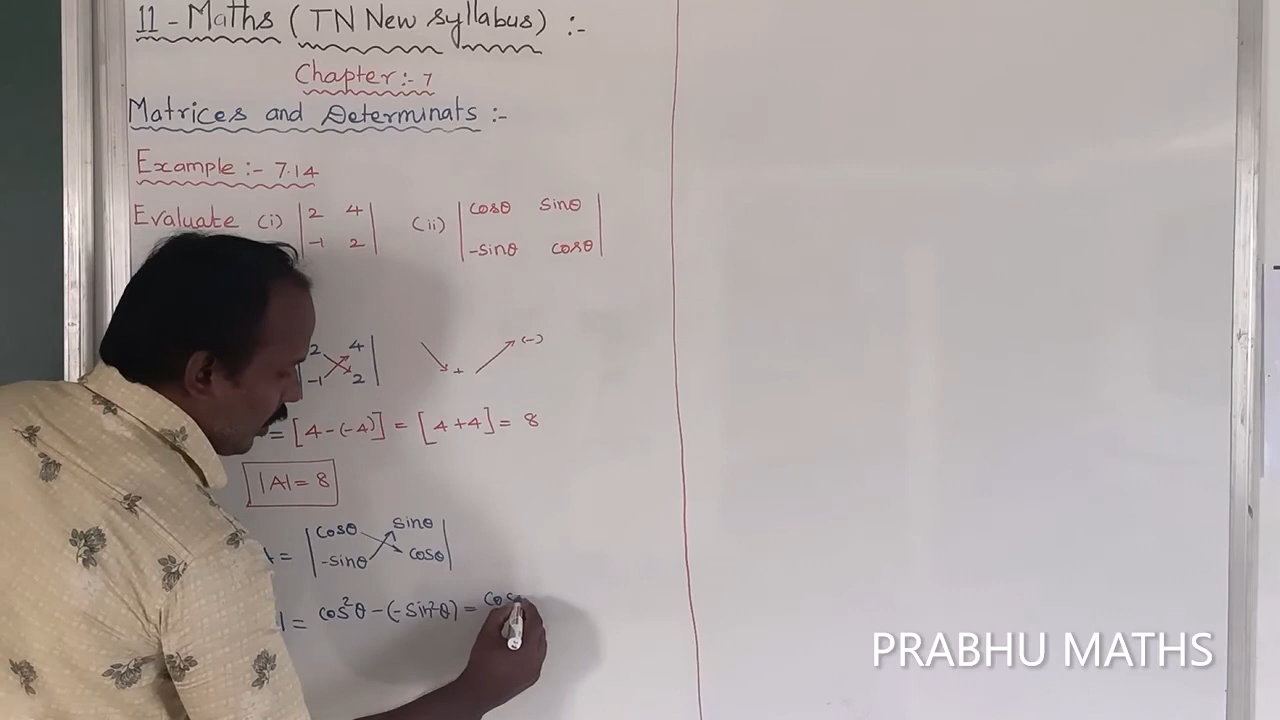 11 - Maths (TN New Syllabus) :-
Chapter :- 7
Matrices and Determinats :-
Example :- 7.14
Evaluate (i) | 2 4 | (ii) | cosθ sinθ |
| -1 2 | | -sinθ cosθ |
2 4 | (-)
-1 2 | +
= [4-(-4)] = [4+4] = 8
|A| = 8
A = | cosθ sinθ |
| -sinθ cosθ |
| = cos²θ - (-sin²θ) = cos
PRABHU MATHS